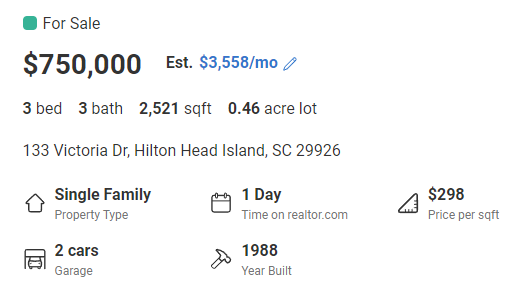 For Sale
$750,000 Est. $3,558/mo
3 bed 3 bath 2,521 sqft 0.46 acre lot
133 Victoria Dr, Hilton Head Island, SC 29926
Single Family 1 Day $298
Property Type Time on realtor.com Price per sqft
2 cars 1988
Garage Year Built